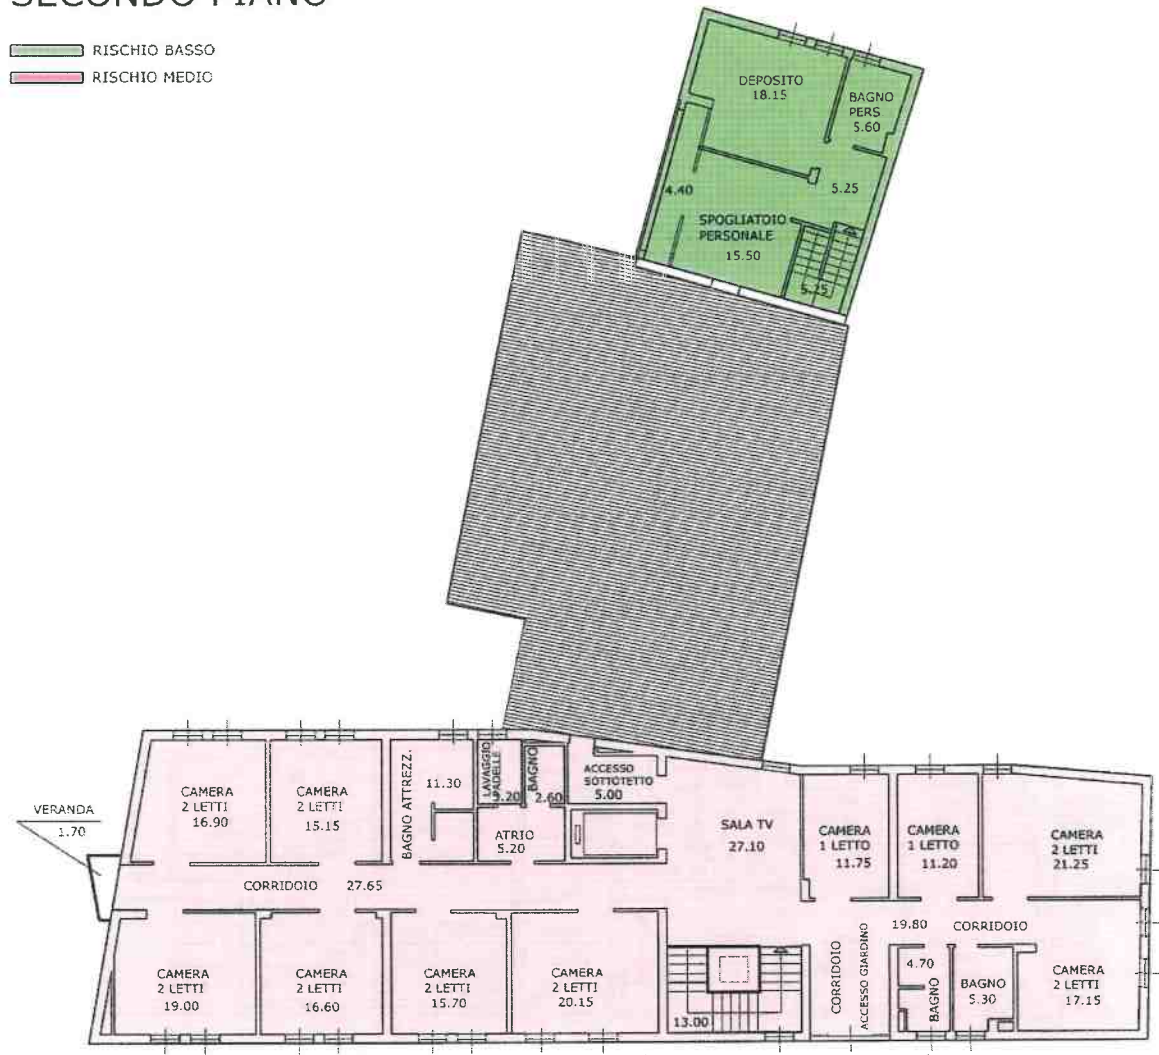 SECONDO PIANO
RISCHIO BASSO
RISCHIO MEDIO
DEPOSITO
18.15
BAGNO
PERS
5.60
4.40
5.25
SPOGLIATOIO
PERSONALE
15.50
5.25
VERANDA
1.70
CAMERA
2 LETTI
16.90
CAMERA
2 LETTI
15.15
BAGNO ATTREZZ.
11.30
LAVAGGIO
PADELLE
3.20
BAGNO
2.60
ATRIO
5.20
ACCESSO
SOTTOTETTO
5.00
SALA TV
27.10
CAMERA
1 LETTO
11.75
CAMERA
1 LETTO
11.20
CAMERA
2 LETTI
21.25
CORRIDOIO 27.65
19.80 CORRIDOIO
CAMERA
2 LETTI
19.00
CAMERA
2 LETTI
16.60
CAMERA
2 LETTI
15.70
CAMERA
2 LETTI
20.15
13.00
CORRIDOIO
ACCESSO GIARDINO
4.70
BAGNO
BAGNO
5.30
CAMERA
2 LETTI
17.15